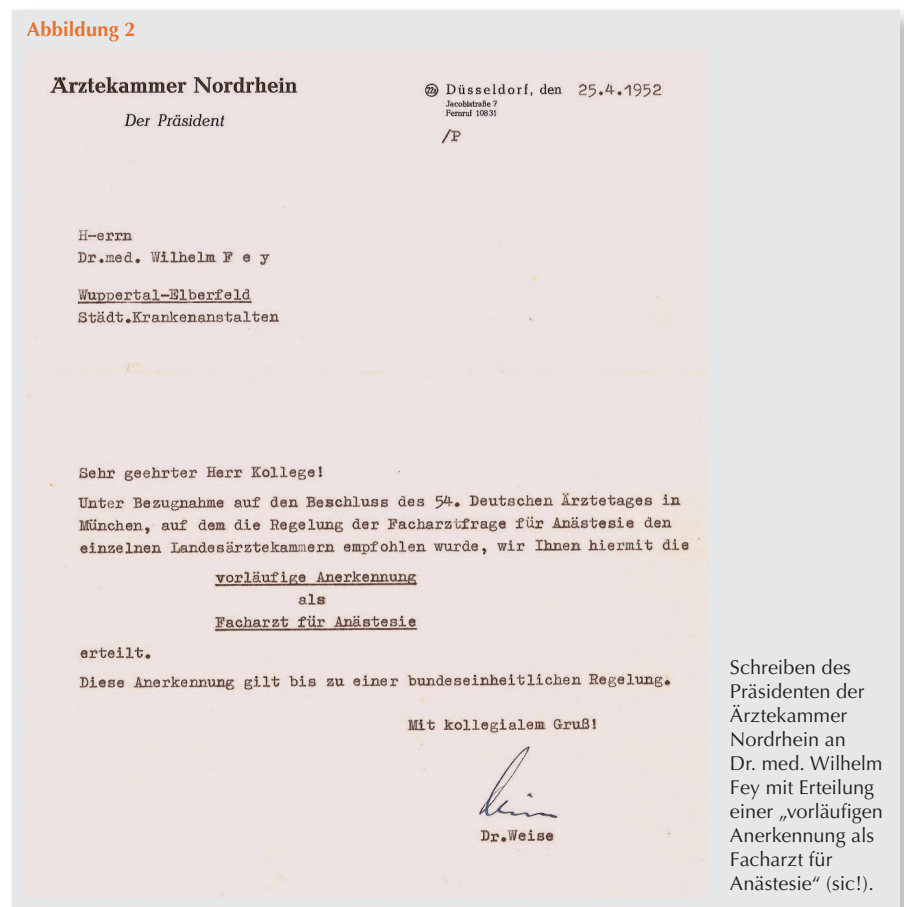 Abbildung 2
Ärztekammer Nordrhein
Der Präsident
22a Düsseldorf, den 25.4.1952
Jacobistraße 7
Fernruf 10831
/P
H-errn
Dr.med. Wilhelm F e y
Wuppertal-Elberfeld
Städt.Krankenanstalten
Sehr geehrter Herr Kollege!
Unter Bezugnahme auf den Beschluss des 54. Deutschen Ärztetages in
München, auf dem die Regelung der Facharztfrage für Anästesie den
einzelnen Landesärztekammern empfohlen wurde, wir Ihnen hiermit die
vorläufige Anerkennung
als
Facharzt für Anästesie
erteilt.
Diese Anerkennung gilt bis zu einer bundeseinheitlichen Regelung.
Mit kollegialem Gruß!
Dr.Weise
Schreiben des
Präsidenten der
Ärztekammer
Nordrhein an
Dr. med. Wilhelm
Fey mit Erteilung
einer „vorläufigen
Anerkennung als
Facharzt für
Anästesie“ (sic!).